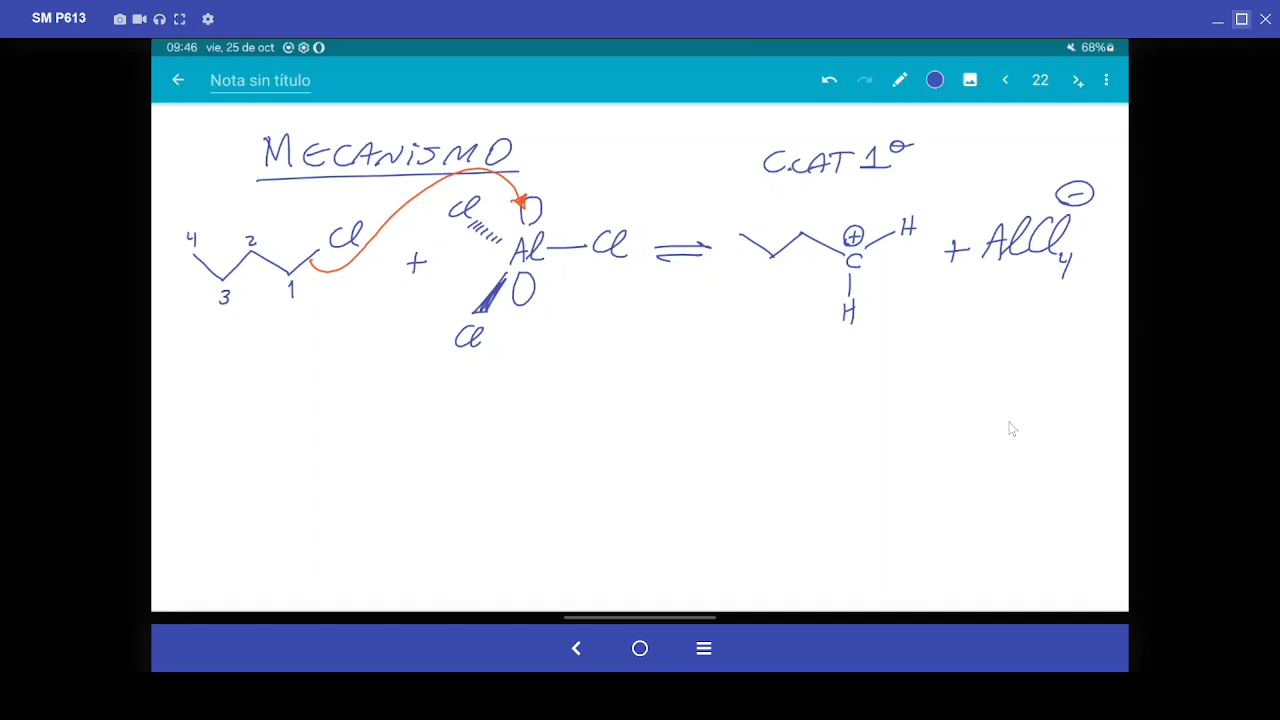 SM P613
09:46 vie, 25 de oct 68%
Nota sin título 22
MECANISMO C.CAT 1º
4 2 Cl 3 1 + Cl Al Cl Cl ⇌ ⊕ C H H + AlCl4 ⊖